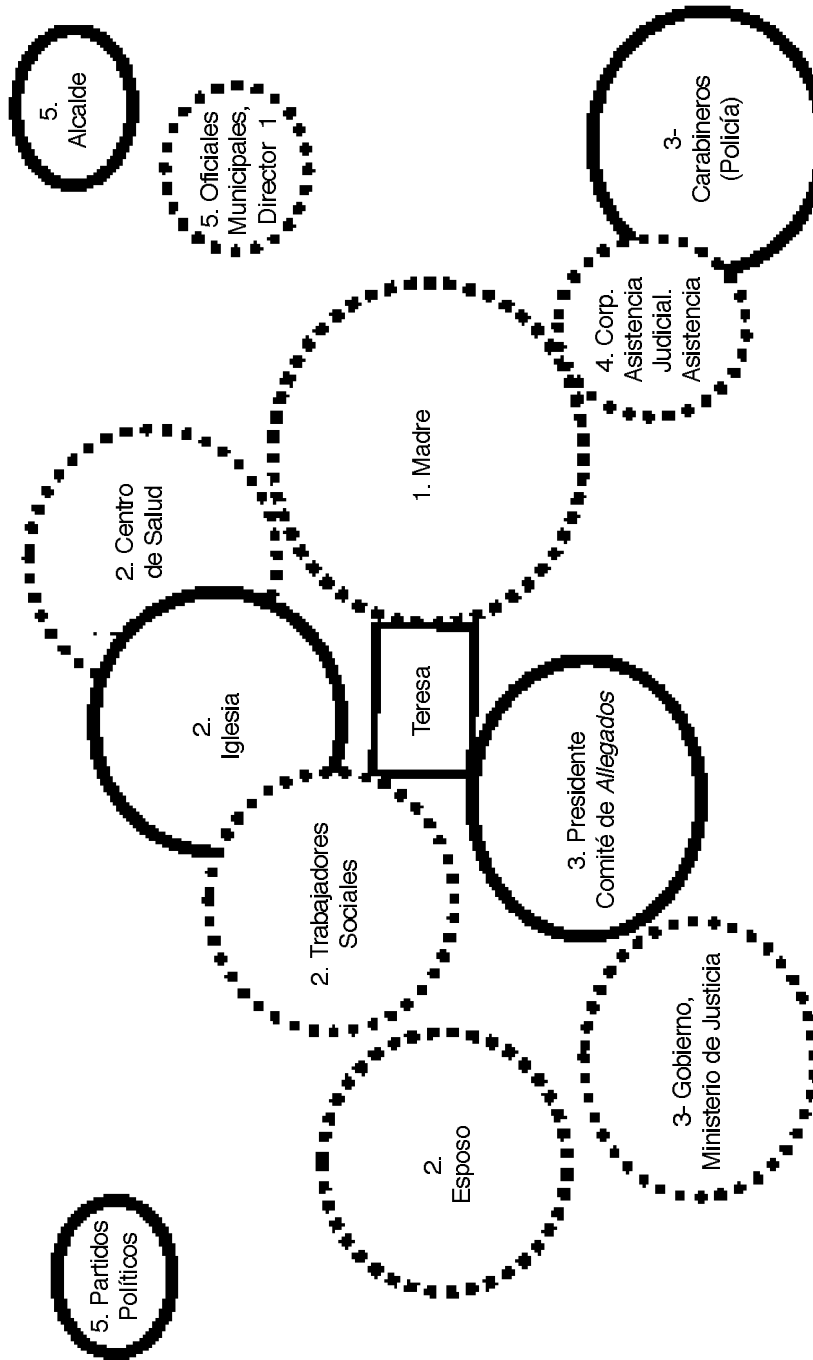 5. Partidos
Políticos
5.
Alcalde
2. Centro
de Salud
2.
Iglesia
5. Oficiales
Municipales,
Director 1
2. Trabajadores
Sociales
2.
Esposo
Teresa
1. Madre
3. Presidente
Comité de Allegados
3- Gobierno,
Ministerio de Justicia
4. Corp.
Asistencia
Judicial.
Asistencia
3-
Carabineros
(Policía)